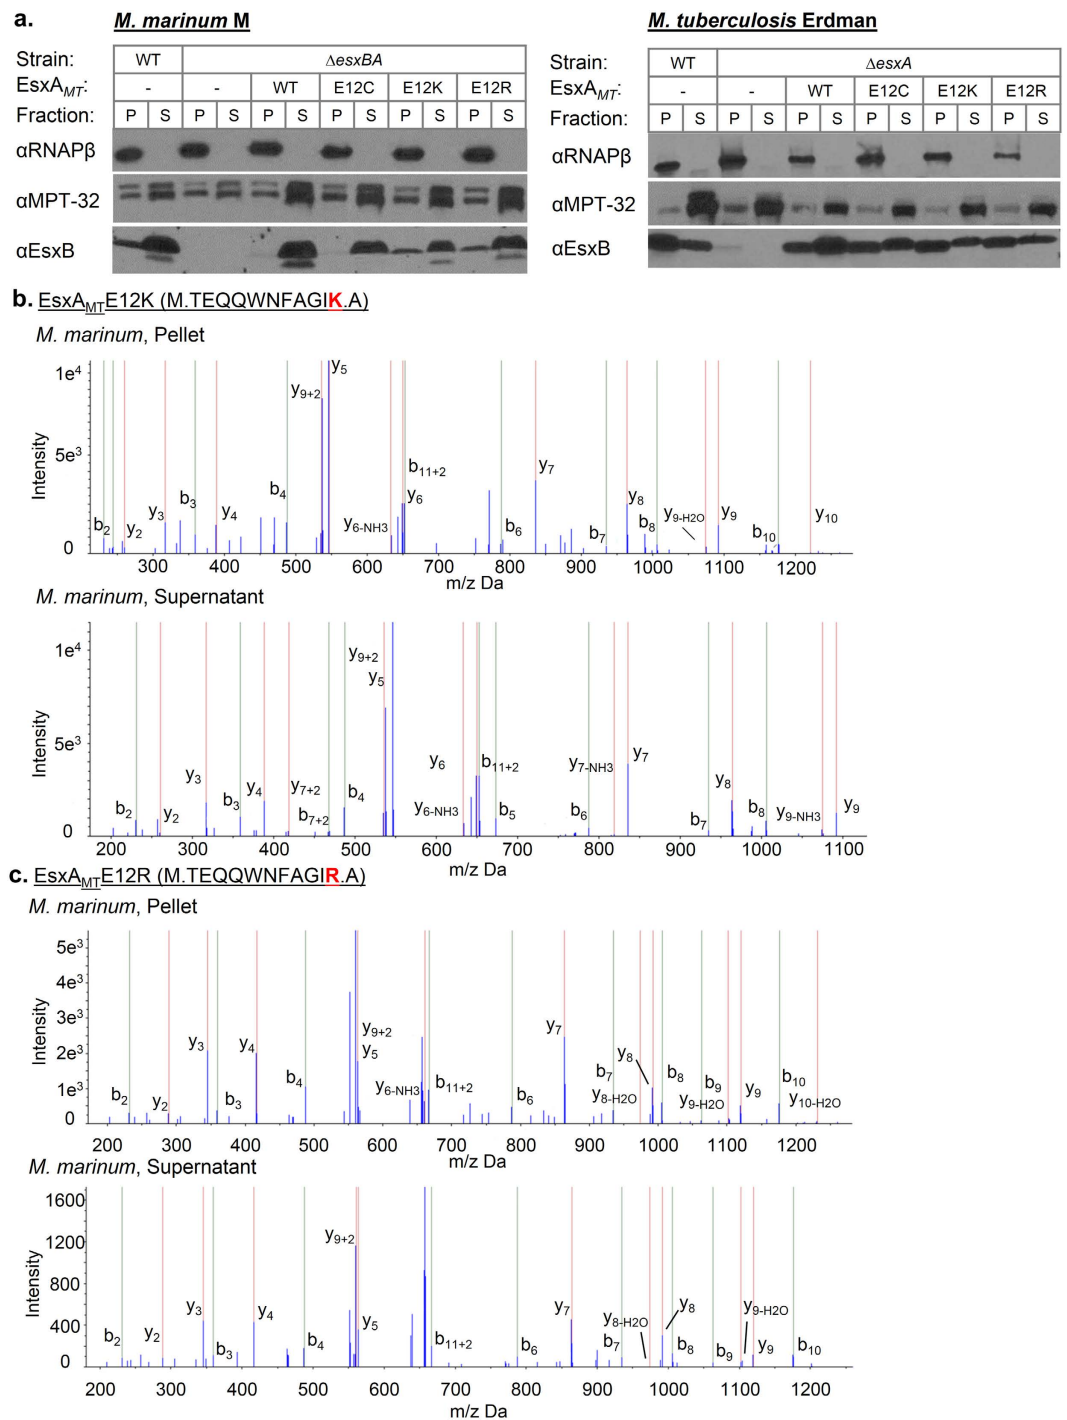 a.
M. marinum M
M. tuberculosis Erdman
Strain: WT ΔesxBA
EsxA_MT: - - WT E12C E12K E12R
Fraction: P S P S P S P S P S P S
αRNAPβ
αMPT-32
αEsxB
Strain: WT ΔesxA
EsxA_MT: - - WT E12C E12K E12R
Fraction: P S P S P S P S P S P S
αRNAPβ
αMPT-32
αEsxB
b. EsxA_MT E12K (M.TEQQWNFAGIK.A)
M. marinum, Pellet
Intensity
1e4
5e3
0
b2 y2 y3 b3 y4 b4 y9+2 y5 y6-NH3 b11+2 y6 y7 b6 b7 y8 b8 y9-H2O y9 b10 y10
300 400 500 600 700 800 900 1000 1100 1200
m/z Da
M. marinum, Supernatant
Intensity
1e4
5e3
0
b2 y2 y3 b3 y4 y7+2 b7+2 b4 y9+2 y5 y6 y6-NH3 b11+2 b5 y7-NH3 b6 y7 b7 y8 b8 y9-NH3 y9
200 300 400 500 600 700 800 900 1000 1100
m/z Da
c. EsxA_MT E12R (M.TEQQWNFAGIR.A)
M. marinum, Pellet
Intensity
5e3
4e3
3e3
2e3
1e3
0
b2 y2 y3 b3 y4 b4 y9+2 y5 y6-NH3 b11+2 b6 y7 b7 y8-H2O y8 b8 b9 y9-H2O y9 b10 y10-H2O
200 300 400 500 600 700 800 900 1000 1100 1200
m/z Da
M. marinum, Supernatant
Intensity
1600
1200
800
400
0
b2 y2 y3 b3 y4 b4 y9+2 y5 b11+2 b6 y7 b7 y8-H2O y8 b8 b9 y9-H2O y9 b10
200 300 400 500 600 700 800 900 1000 1100 1200
m/z Da